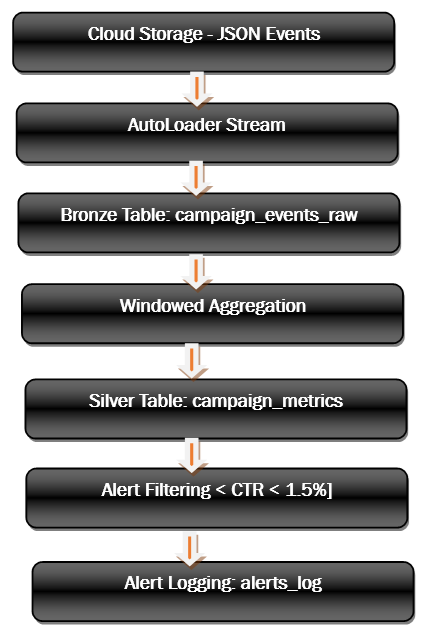 Cloud Storage - JSON Events
AutoLoader Stream
Bronze Table: campaign_events_raw
Windowed Aggregation
Silver Table: campaign_metrics
Alert Filtering < CTR < 1.5%]
Alert Logging: alerts_log